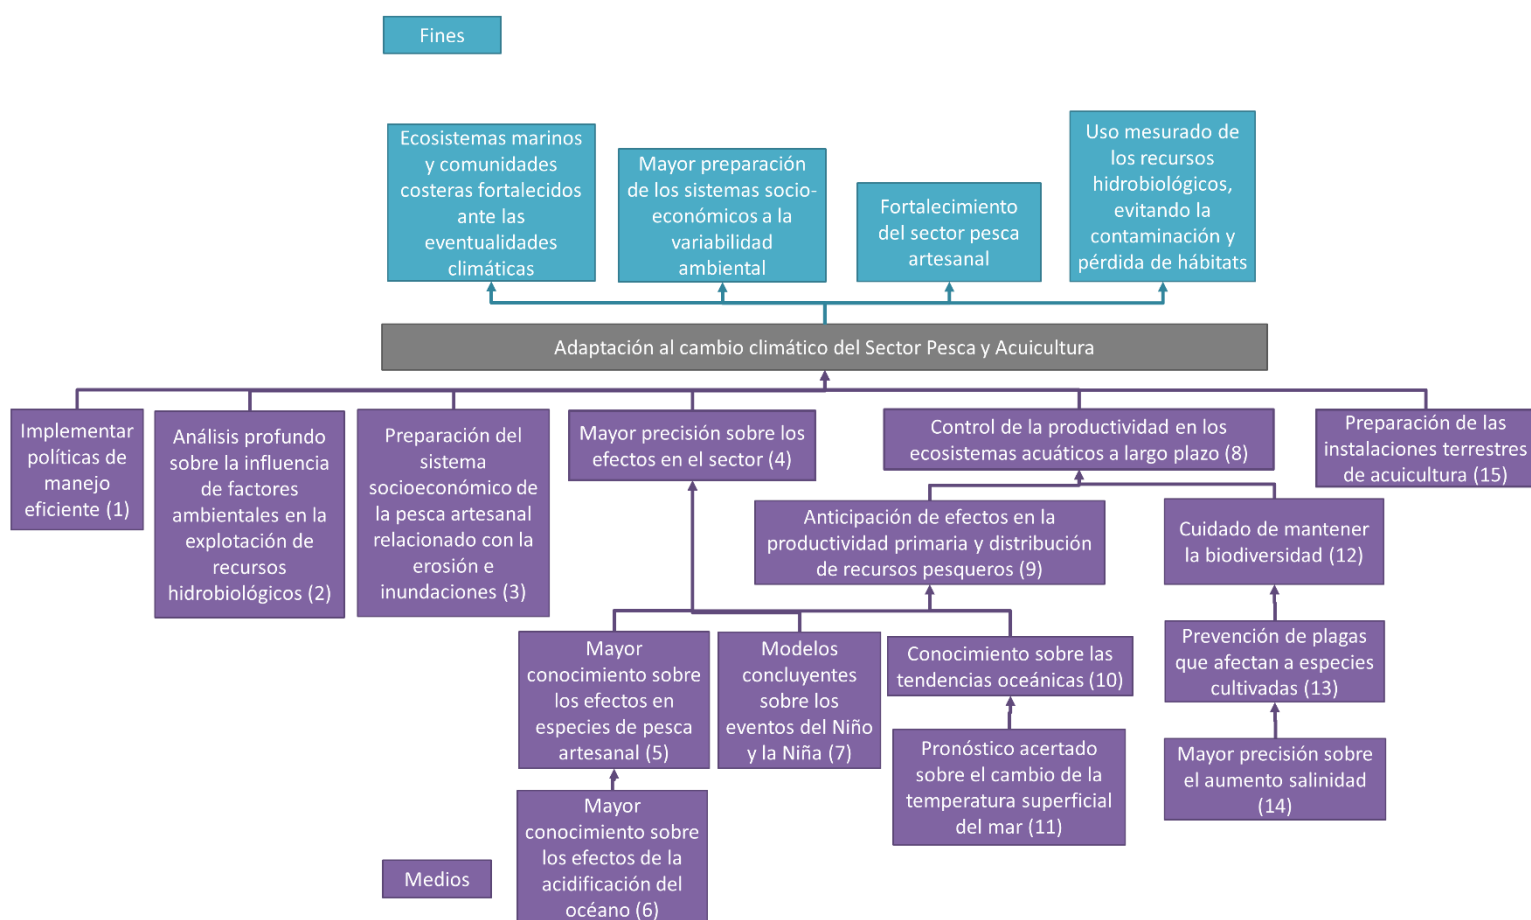 Fines
Ecosistemas marinos
y comunidades
costeras fortalecidos
ante las
eventualidades
climáticas
Mayor preparación
de los sistemas socio-
económicos a la
variabilidad
ambiental
Fortalecimiento
del sector pesca
artesanal
Uso mesurado de
los recursos
hidrobiológicos,
evitando la
contaminación y
pérdida de hábitats
Adaptación al cambio climático del Sector Pesca y Acuicultura
Implementar
políticas de
manejo
eficiente (1)
Análisis profundo
sobre la influencia
de factores
ambientales en la
explotación de
recursos
hidrobiológicos (2)
Preparación del
sistema
socioeconómico de
la pesca artesanal
relacionado con la
erosión e
inundaciones (3)
Mayor precisión sobre los
efectos en el sector (4)
Control de la productividad en los
ecosistemas acuáticos a largo plazo (8)
Preparación de las
instalaciones terrestres
de acuicultura (15)
Anticipación de efectos en la
productividad primaria y distribución
de recursos pesqueros (9)
Cuidado de mantener
la biodiversidad (12)
Mayor
conocimiento sobre
los efectos en
especies de pesca
artesanal (5)
Modelos
concluyentes
sobre los
eventos del Niño
y la Niña (7)
Conocimiento sobre las
tendencias oceánicas (10)
Prevención de plagas
que afectan a especies
cultivadas (13)
Pronóstico acertado
sobre el cambio de la
temperatura superficial
del mar (11)
Mayor precisión sobre
el aumento salinidad
(14)
Mayor
conocimiento sobre
los efectos de la
acidificación del
océano (6)
Medios